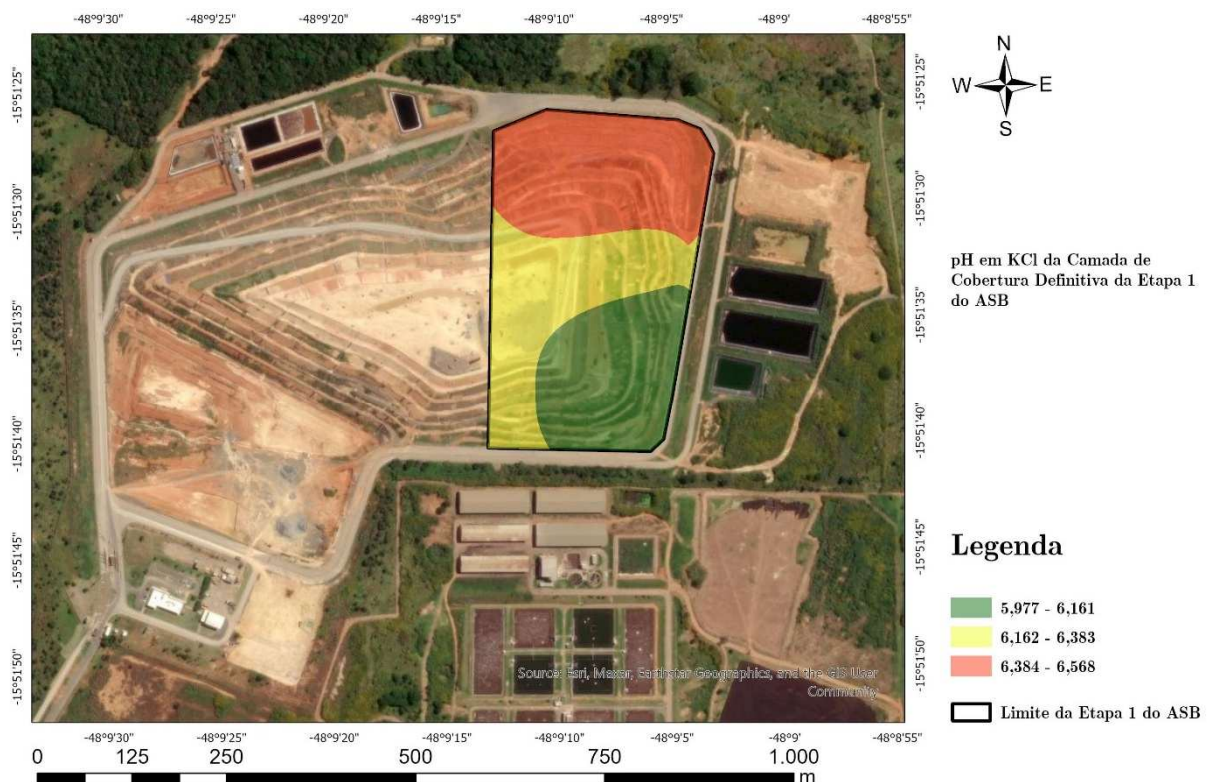 -48°9'30" -48°9'25" -48°9'20" -48°9'15" -48°9'10" -48°9'5" -48°9' -48°8'55"
-15°51'25" -15°51'25"
-15°51'30" -15°51'30"
-15°51'35" -15°51'35"
-15°51'40" -15°51'40"
-15°51'45" -15°51'45"
-15°51'50" -15°51'50"
Source: Esri, Maxar, Earthstar Geographics, and the GIS User
Community
-48°9'30" -48°9'25" -48°9'20" -48°9'15" -48°9'10" -48°9'5" -48°9' -48°8'55"
0 125 250 500 750 1.000
m
N
W E
S
pH em KCl da Camada de
Cobertura Definitiva da Etapa 1
do ASB
Legenda
5,977 - 6,161
6,162 - 6,383
6,384 - 6,568
Limite da Etapa 1 do ASB